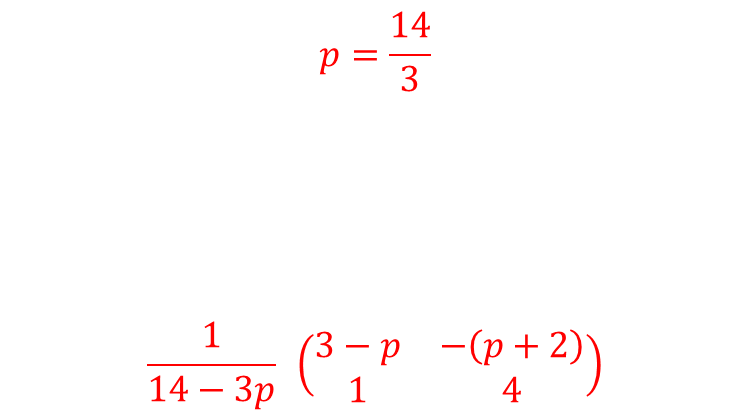 p = 14/3
1/(14 − 3p) (3 − p   −(p + 2)
1   4)